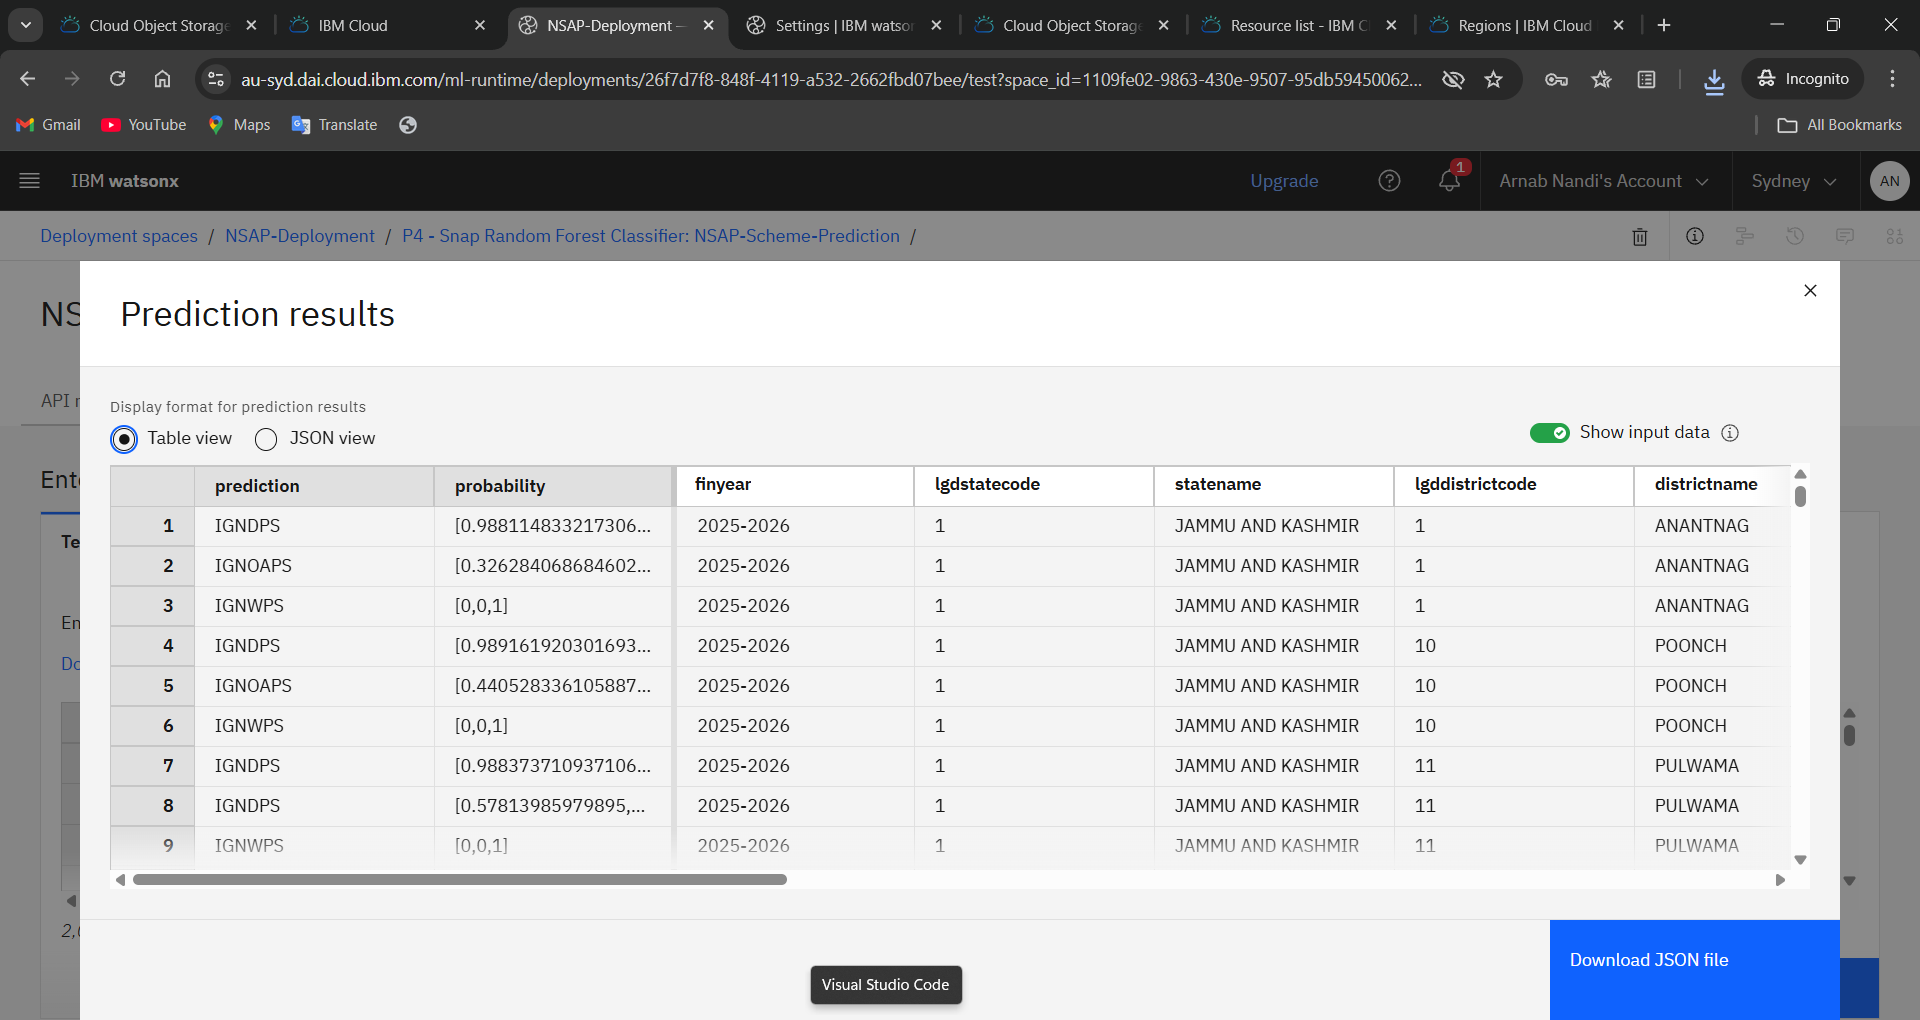 Cloud Object Storage
IBM Cloud
NSAP-Deployment —
Settings | IBM watson
Cloud Object Storage
Resource list - IBM C
Regions | IBM Cloud
au-syd.dai.cloud.ibm.com/ml-runtime/deployments/26f7d7f8-848f-4119-a532-2662fbd07bee/test?space_id=1109fe02-9863-430e-9507-95db59450062...
Incognito
Gmail
YouTube
Maps
Translate
All Bookmarks
IBM watsonx
Upgrade
1
Arnab Nandi's Account
Sydney
AN
Deployment spaces / NSAP-Deployment / P4 - Snap Random Forest Classifier: NSAP-Scheme-Prediction /
NS
Prediction results
API r
Display format for prediction results
Table view
JSON view
Show input data
Ente
prediction probability finyear lgdstatecode statename lgddistrictcode districtname
1 IGNDPS [0.988114833217306... 2025-2026 1 JAMMU AND KASHMIR 1 ANANTNAG
Te
2 IGNOAPS [0.326284068684602... 2025-2026 1 JAMMU AND KASHMIR 1 ANANTNAG
3 IGNWPS [0,0,1] 2025-2026 1 JAMMU AND KASHMIR 1 ANANTNAG
En
4 IGNDPS [0.989161920301693... 2025-2026 1 JAMMU AND KASHMIR 10 POONCH
Do
5 IGNOAPS [0.440528336105887... 2025-2026 1 JAMMU AND KASHMIR 10 POONCH
6 IGNWPS [0,0,1] 2025-2026 1 JAMMU AND KASHMIR 10 POONCH
7 IGNDPS [0.988373710937106... 2025-2026 1 JAMMU AND KASHMIR 11 PULWAMA
8 IGNDPS [0.57813985979895,... 2025-2026 1 JAMMU AND KASHMIR 11 PULWAMA
9 IGNWPS [0,0,1] 2025-2026 1 JAMMU AND KASHMIR 11 PULWAMA
Download JSON file
Visual Studio Code